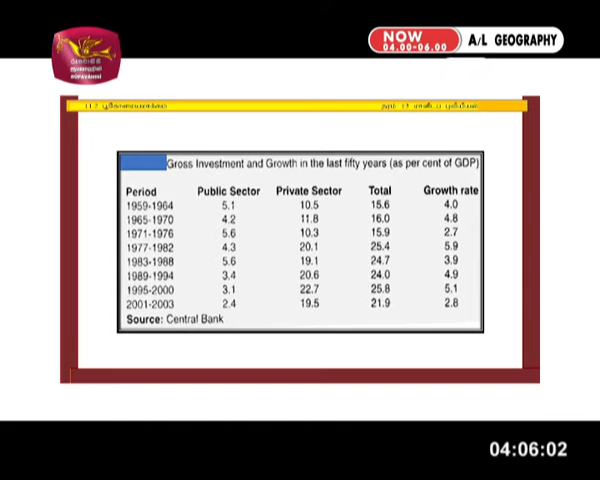 NOW
04.00-06.00
A/L GEOGRAPHY
Gross Investment and Growth in the last fifty years (as per cent of GDP)
Period Public Sector Private Sector Total Growth rate
1959-1964 5.1 10.5 15.6 4.0
1965-1970 4.2 11.8 16.0 4.8
1971-1976 5.6 10.3 15.9 2.7
1977-1982 4.3 20.1 25.4 5.9
1983-1988 5.6 19.1 24.7 3.9
1989-1994 3.4 20.6 24.0 4.9
1995-2000 3.1 22.7 25.8 5.1
2001-2003 2.4 19.5 21.9 2.8
Source: Central Bank
04:06:02